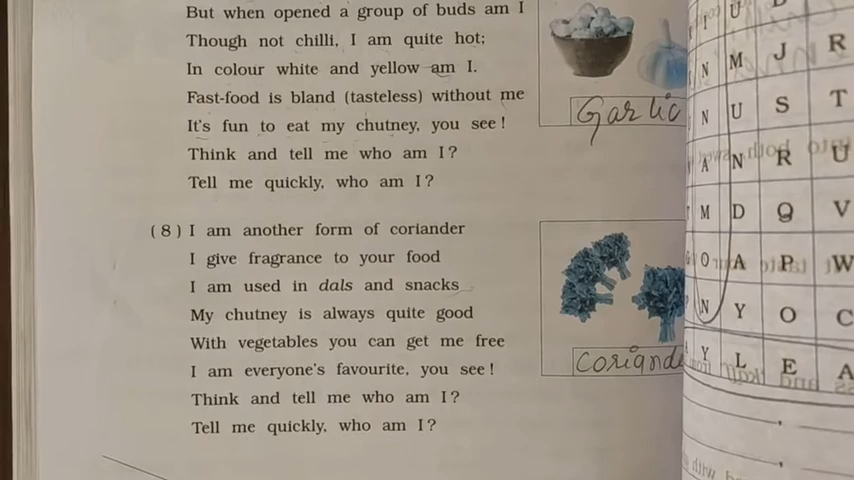 But when opened a group of buds am I
Though not chilli, I am quite hot;
In colour white and yellow am I.
Fast-food is bland (tasteless) without me
It's fun to eat my chutney, you see !
Think and tell me who am I ?
Tell me quickly, who am I ?
Garlic
( 8 ) I am another form of coriander
I give fragrance to your food
I am used in dals and snacks
My chutney is always quite good
With vegetables you can get me free
I am everyone's favourite, you see !
Think and tell me who am I ?
Tell me quickly, who am I ?
Coriande
I U
N M J R
N U S T
A N R U
M D Q V
O A P W
N Y O C
Y L E A